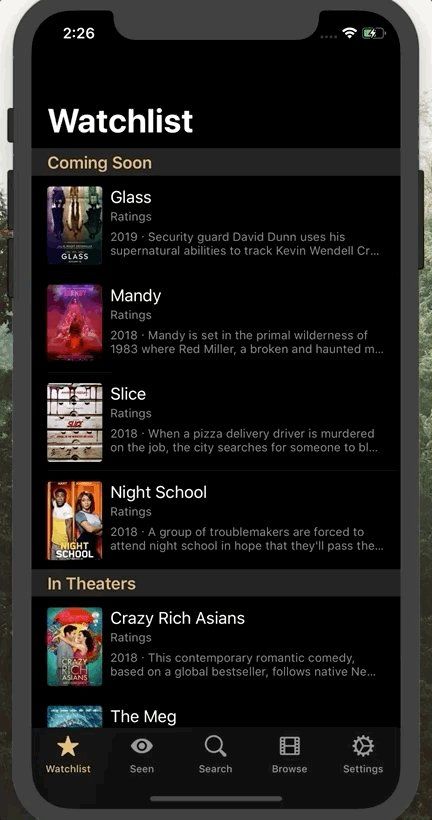 2:26
Watchlist
Coming Soon
Glass
Ratings
2019 · Security guard David Dunn uses his
supernatural abilities to track Kevin Wendell Cr...
GLASS
Mandy
Ratings
2018 · Mandy is set in the primal wilderness of
1983 where Red Miller, a broken and haunted m...
Slice
Ratings
2018 · When a pizza delivery driver is murdered
on the job, the city searches for someone to bl...
SLICE
Night School
Ratings
2018 · A group of troublemakers are forced to
attend night school in hope that they'll pass the...
NIGHT
SCHOOL
In Theaters
Crazy Rich Asians
Ratings
2018 · This contemporary romantic comedy,
based on a global bestseller, follows native Ne...
CRAZY
RICH
ASIANS
The Meg
Watchlist
Seen
Search
Browse
Settings